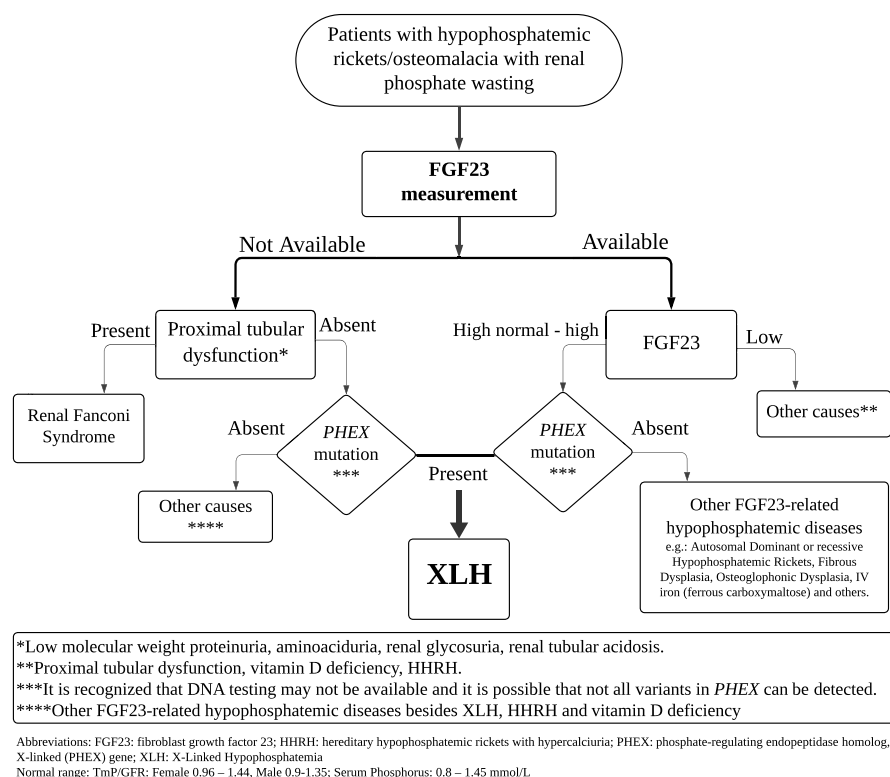 Patients with hypophosphatemic
rickets/osteomalacia with renal
phosphate wasting
FGF23
measurement
Not Available
Available
Present
Proximal tubular
dysfunction*
Absent
High normal - high
FGF23
Low
Renal Fanconi
Syndrome
Other causes**
Absent
PHEX
mutation
***
Present
PHEX
mutation
***
Absent
Other causes
****
XLH
Other FGF23-related
hypophosphatemic diseases
e.g.: Autosomal Dominant or recessive
Hypophosphatemic Rickets, Fibrous
Dysplasia, Osteoglophonic Dysplasia, IV
iron (ferrous carboxymaltose) and others.
*Low molecular weight proteinuria, aminoaciduria, renal glycosuria, renal tubular acidosis.
**Proximal tubular dysfunction, vitamin D deficiency, HHRH.
***It is recognized that DNA testing may not be available and it is possible that not all variants in PHEX can be detected.
****Other FGF23-related hypophosphatemic diseases besides XLH, HHRH and vitamin D deficiency
Abbreviations: FGF23: fibroblast growth factor 23; HHRH: hereditary hypophosphatemic rickets with hypercalciuria; PHEX: phosphate-regulating endopeptidase homolog,
X-linked (PHEX) gene; XLH: X-Linked Hypophosphatemia
Normal range: TmP/GFR: Female 0.96 – 1.44, Male 0.9-1.35; Serum Phosphorus: 0.8 – 1.45 mmol/L